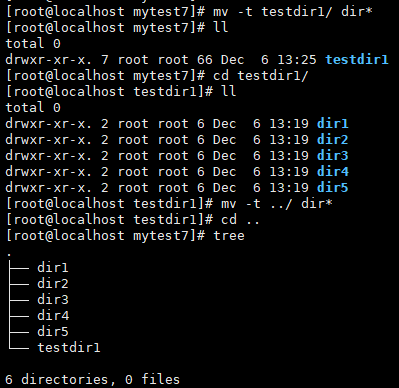 [root@localhost mytest7]# mv -t testdir1/ dir*
[root@localhost mytest7]# ll
total 0
drwxr-xr-x. 7 root root 66 Dec  6 13:25 testdir1
[root@localhost mytest7]# cd testdir1/
[root@localhost testdir1]# ll
total 0
drwxr-xr-x. 2 root root 6 Dec  6 13:19 dir1
drwxr-xr-x. 2 root root 6 Dec  6 13:19 dir2
drwxr-xr-x. 2 root root 6 Dec  6 13:19 dir3
drwxr-xr-x. 2 root root 6 Dec  6 13:19 dir4
drwxr-xr-x. 2 root root 6 Dec  6 13:19 dir5
[root@localhost testdir1]# mv -t ../ dir*
[root@localhost testdir1]# cd ..
[root@localhost mytest7]# tree
.
├── dir1
├── dir2
├── dir3
├── dir4
├── dir5
└── testdir1
6 directories, 0 files